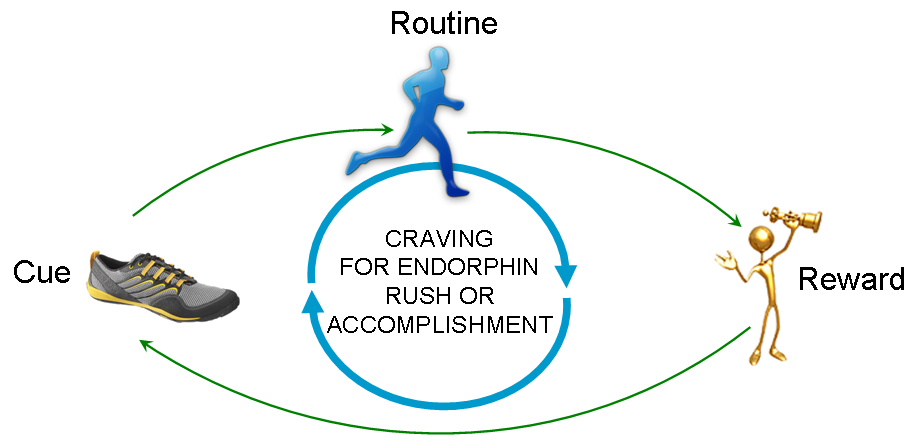 Routine
Cue
CRAVING
FOR ENDORPHIN
RUSH OR
ACCOMPLISHMENT
Reward